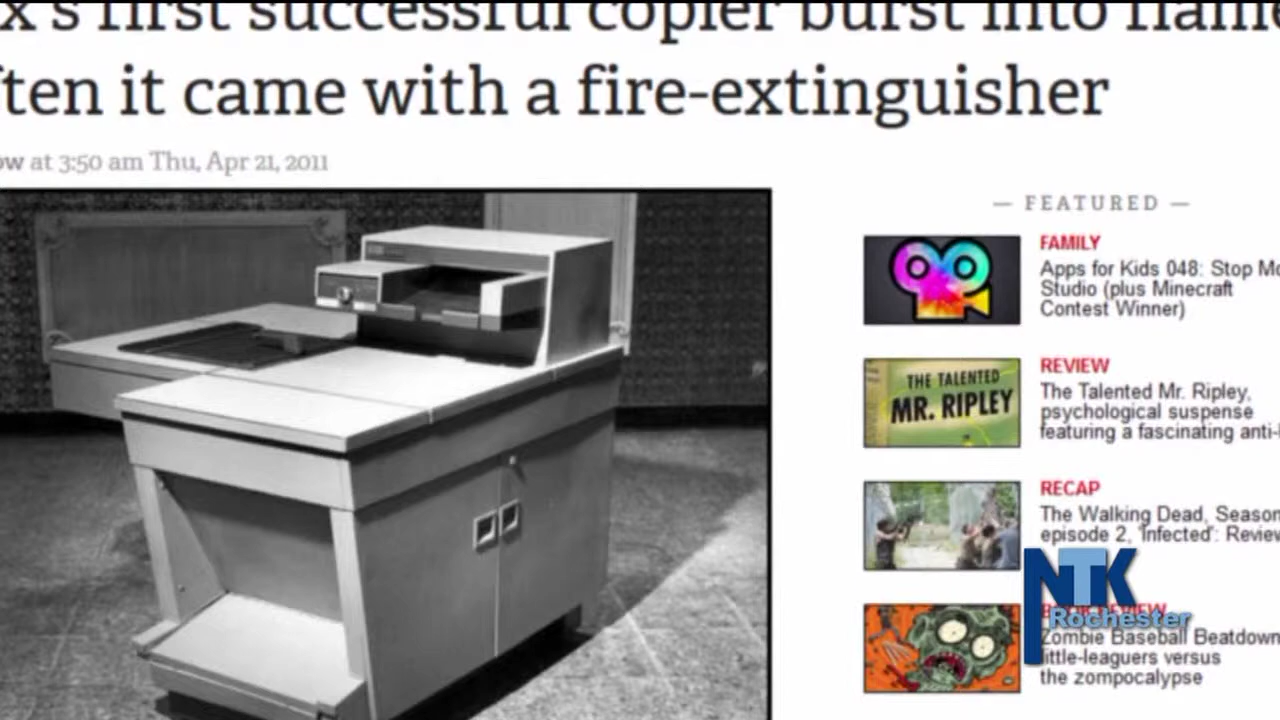 x's first successful copier burst into flame
ften it came with a fire-extinguisher
ow at 3:50 am Thu, Apr 21, 2011
— FEATURED —
FAMILY
Apps for Kids 048: Stop Mo
Studio (plus Minecraft
Contest Winner)
THE TALENTED
MR. RIPLEY
REVIEW
The Talented Mr. Ripley,
psychological suspense
featuring a fascinating anti-
RECAP
The Walking Dead, Season
episode 2, 'Infected': Review
BOOK REVIEW
Zombie Baseball Beatdown
little-leaguers versus
the zompocalypse
NTK
Rochester